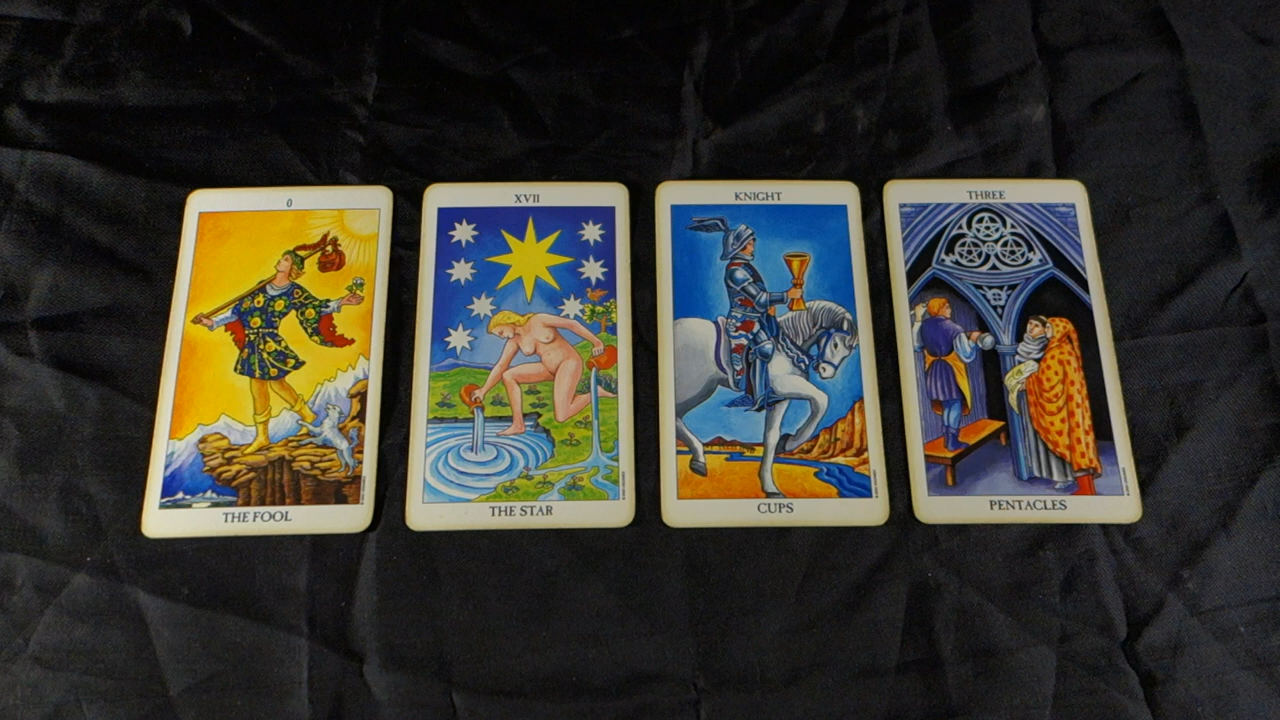 0
THE FOOL
XVII
THE STAR
KNIGHT
CUPS
THREE
PENTACLES